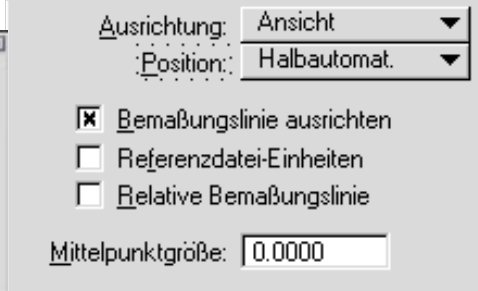 Ausrichtung: Ansicht
Position: Halbautomat.
Bemaßungslinie ausrichten
Referenzdatei-Einheiten
Relative Bemaßungslinie
Mittelpunktgröße: 0.0000